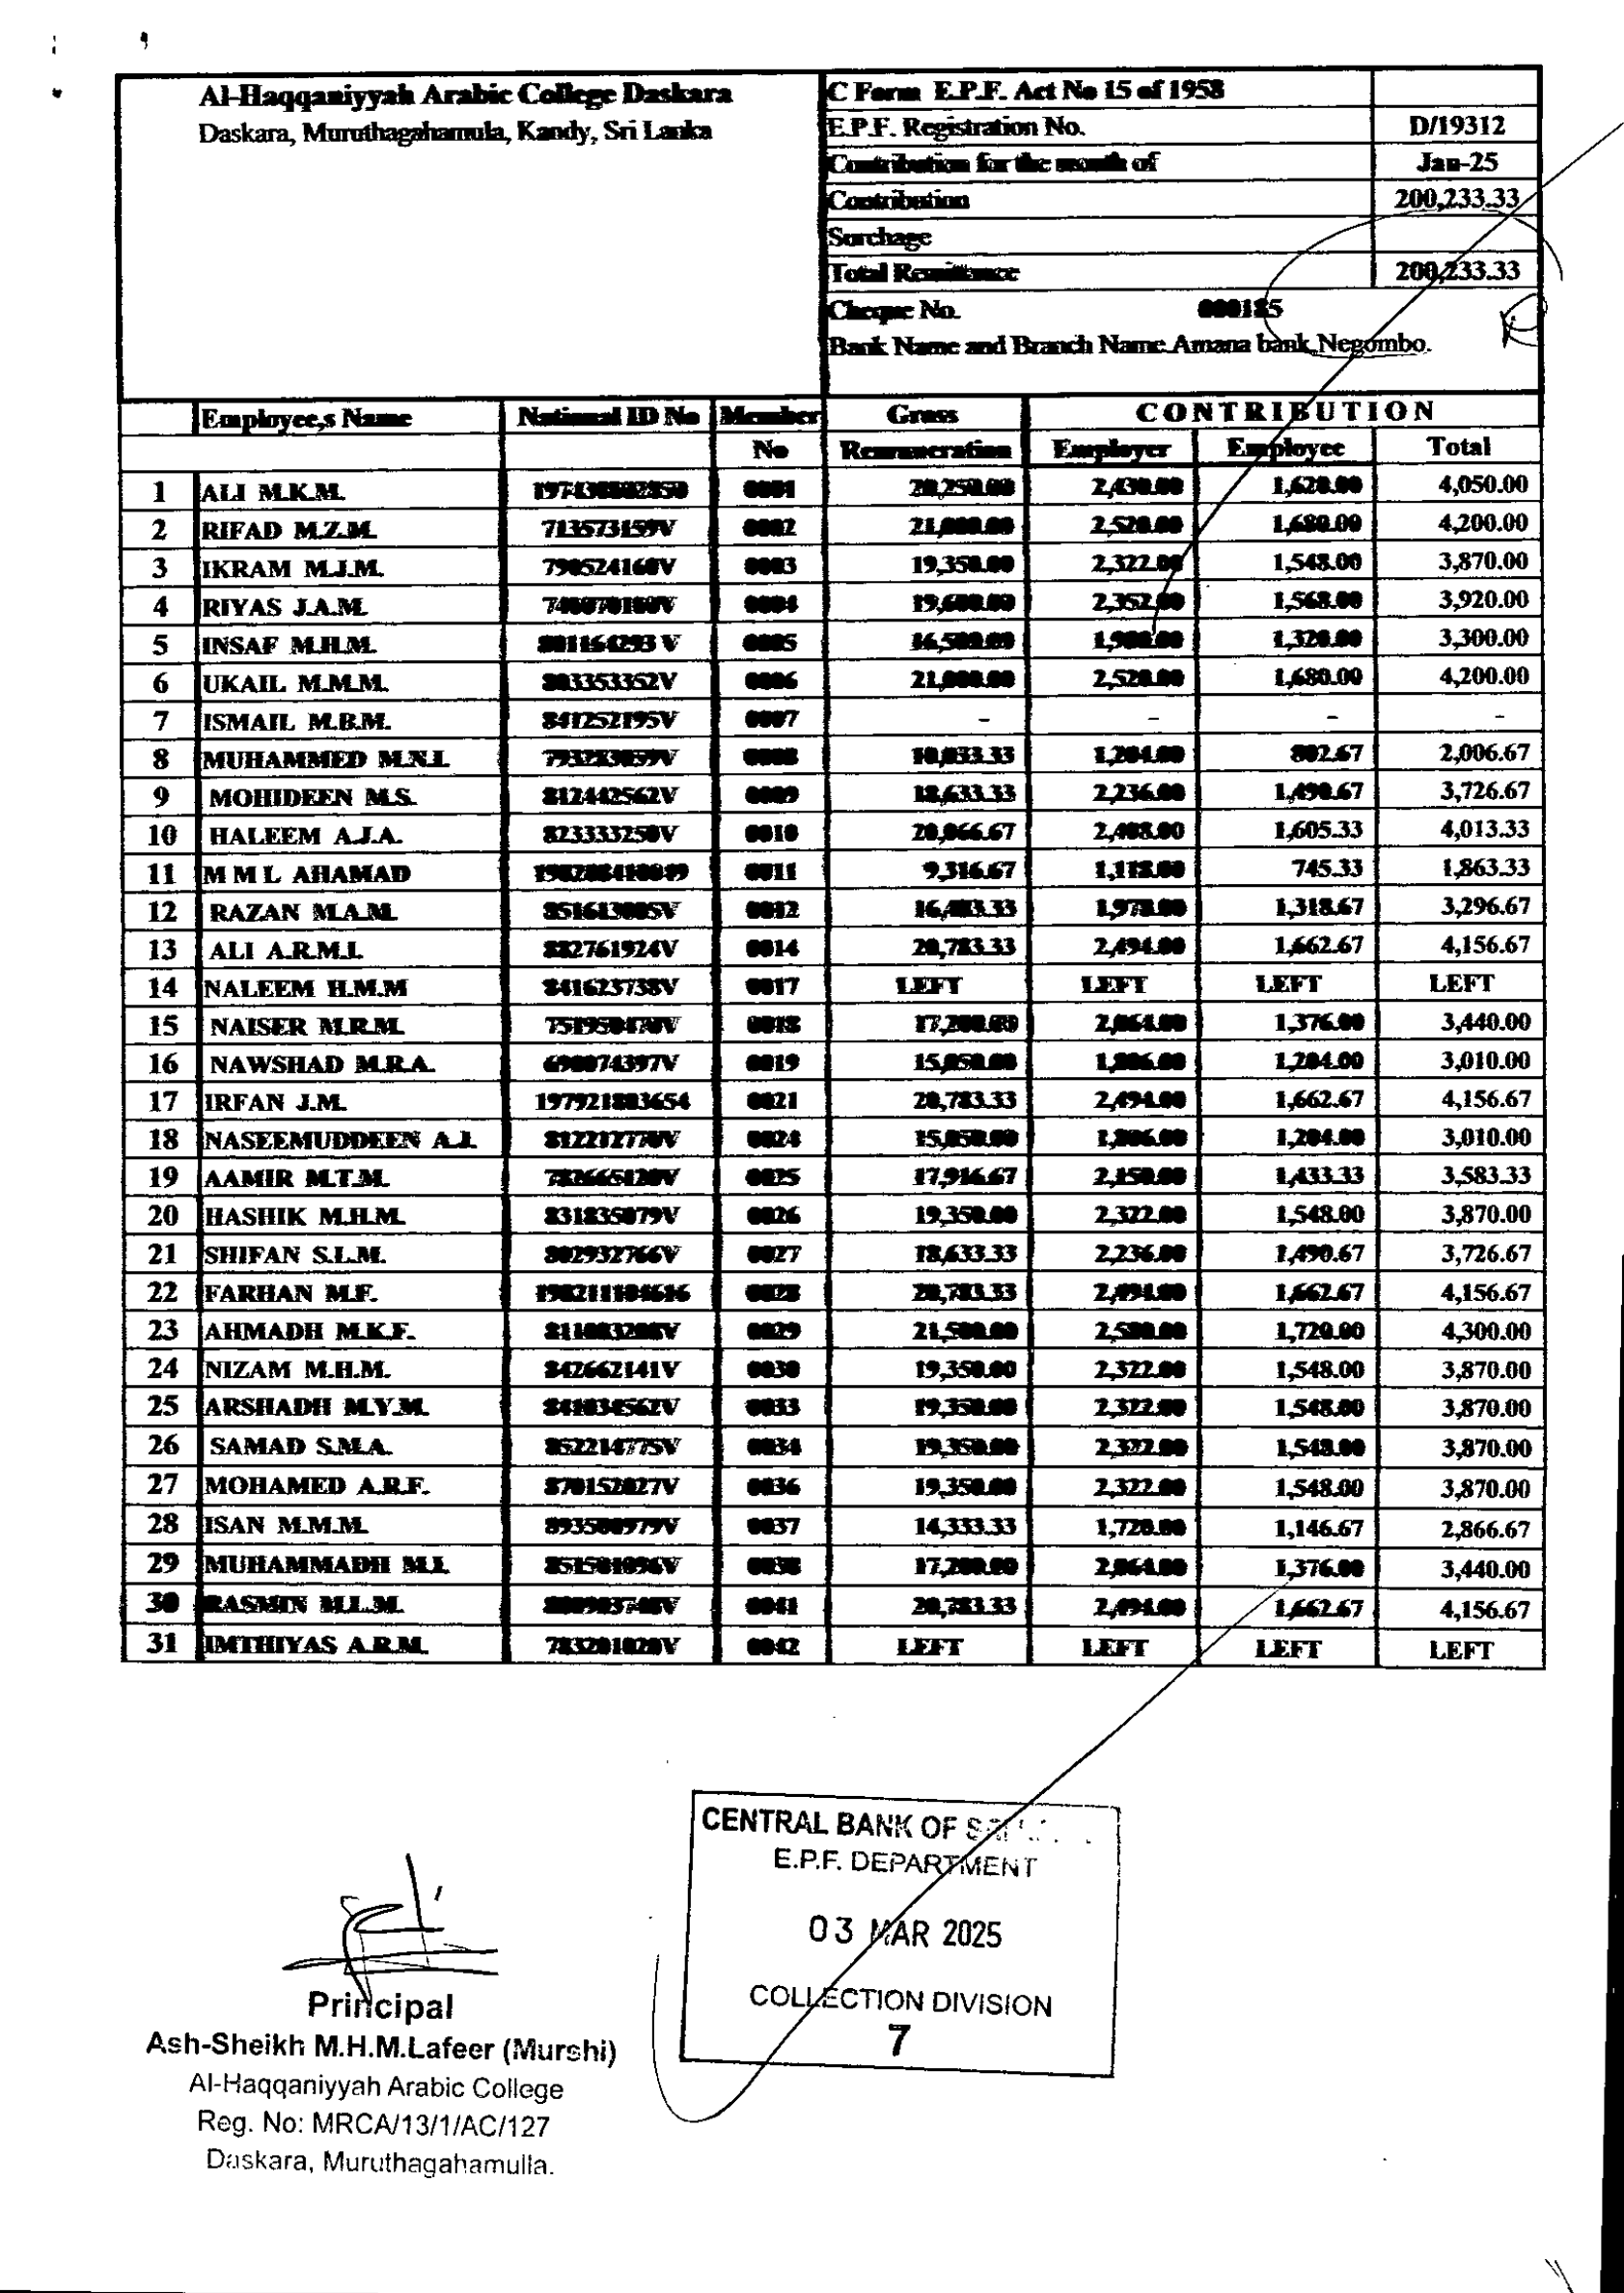 Al-Haqqaniyyah Arabic College Daskara
Daskara, Muruthagahamula, Kandy, Sri Lanka
C Form E.P.F. Act No 15 of 1958
E.P.F. Registration No. D/19312
Contribution for the month of Jan-25
Contribution 200,233.33
Surchage
Total Remittance 200,233.33
Cheque No. 000185
Bank Name and Branch Name.Amana bank,Negombo.
Employee,s Name National ID No Member Gross CONTRIBUTION
No Remuneration Employer Employee Total
1 ALI M.K.M. 0001 20,250.00 2,430.00 1,620.00 4,050.00
2 RIFAD M.Z.M. 713573159V 0002 21,000.00 2,520.00 1,680.00 4,200.00
3 IKRAM M.J.M. 790524160V 0003 19,350.00 2,322.00 1,548.00 3,870.00
4 RIYAS J.A.M. 0004 19,600.00 2,352.00 1,568.00 3,920.00
5 INSAF M.H.M. 801164293 V 0005 16,500.00 1,980.00 1,320.00 3,300.00
6 UKAIL M.M.M. 803353352V 0006 21,000.00 2,520.00 1,680.00 4,200.00
7 ISMAIL M.B.M. 841252195V 0007 - - - -
8 MUHAMMED M.N.I. 0008 10,033.33 1,204.00 802.67 2,006.67
9 MOHIDEEN M.S. 812442562V 0009 18,633.33 2,236.00 1,490.67 3,726.67
10 HALEEM A.J.A. 823333250V 0010 20,066.67 2,408.00 1,605.33 4,013.33
11 M M L AHAMAD 0011 9,316.67 1,118.00 745.33 1,863.33
12 RAZAN M.A.M. 851613005V 0012 16,483.33 1,978.00 1,318.67 3,296.67
13 ALI A.R.M.I. 882761924V 0014 20,783.33 2,494.00 1,662.67 4,156.67
14 NALEEM H.M.M 841623738V 0017 LEFT LEFT LEFT LEFT
15 NAISER M.R.M. 0018 17,200.00 2,064.00 1,376.00 3,440.00
16 NAWSHAD M.R.A. 690074397V 0019 15,050.00 1,806.00 1,204.00 3,010.00
17 IRFAN J.M. 197921803654 0021 20,783.33 2,494.00 1,662.67 4,156.67
18 NASEEMUDDEEN A.J. 812212770V 0024 15,050.00 1,806.00 1,204.00 3,010.00
19 AAMIR M.T.M. 0025 17,916.67 2,150.00 1,433.33 3,583.33
20 HASHIK M.H.M. 831835079V 0026 19,350.00 2,322.00 1,548.00 3,870.00
21 SHIFAN S.L.M. 802932766V 0027 18,633.33 2,236.00 1,490.67 3,726.67
22 FARHAN M.F. 0028 20,783.33 2,494.00 1,662.67 4,156.67
23 AHMADH M.K.F. 0029 21,500.00 2,580.00 1,720.00 4,300.00
24 NIZAM M.H.M. 842662141V 0030 19,350.00 2,322.00 1,548.00 3,870.00
25 ARSHADH M.Y.M. 841034562V 0033 19,350.00 2,322.00 1,548.00 3,870.00
26 SAMAD S.M.A. 852214775V 0034 19,350.00 2,322.00 1,548.00 3,870.00
27 MOHAMED A.R.F. 870152027V 0036 19,350.00 2,322.00 1,548.00 3,870.00
28 ISAN M.M.M. 893500979V 0037 14,333.33 1,720.00 1,146.67 2,866.67
29 MUHAMMADH M.I. 0038 17,200.00 2,064.00 1,376.00 3,440.00
30 RASMIN M.L.M. 0041 20,783.33 2,494.00 1,662.67 4,156.67
31 IMTHIYAS A.R.M. 783201020V 0042 LEFT LEFT LEFT LEFT
CENTRAL BANK OF
E.P.F. DEPARTMENT
03 MAR 2025
COLLECTION DIVISION
7
Principal
Ash-Sheikh M.H.M.Lafeer (Murshi)
Al-Haqqaniyyah Arabic College
Reg. No: MRCA/13/1/AC/127
Daskara, Muruthagahamulla.